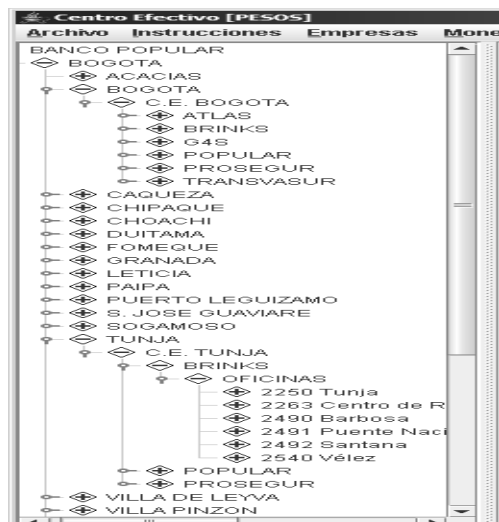 Centro Efectivo [PESOS]
Archivo Instrucciones Empresas Mone
BANCO POPULAR
BOGOTA
ACACIAS
BOGOTA
C.E. BOGOTA
ATLAS
BRINKS
G4S
POPULAR
PROSEGUR
TRANSVASUR
CAQUEZA
CHIPAQUE
CHOACHI
DUITAMA
FOMEQUE
GRANADA
LETICIA
PAIPA
PUERTO LEGUIZAMO
S. JOSE GUAVIARE
SOGAMOSO
TUNJA
C.E. TUNJA
BRINKS
OFICINAS
2250 Tunja
2263 Centro de R
2490 Barbosa
2491 Puente Naci
2492 Santana
2540 Vélez
POPULAR
PROSEGUR
VILLA DE LEYVA
VILLA PINZON